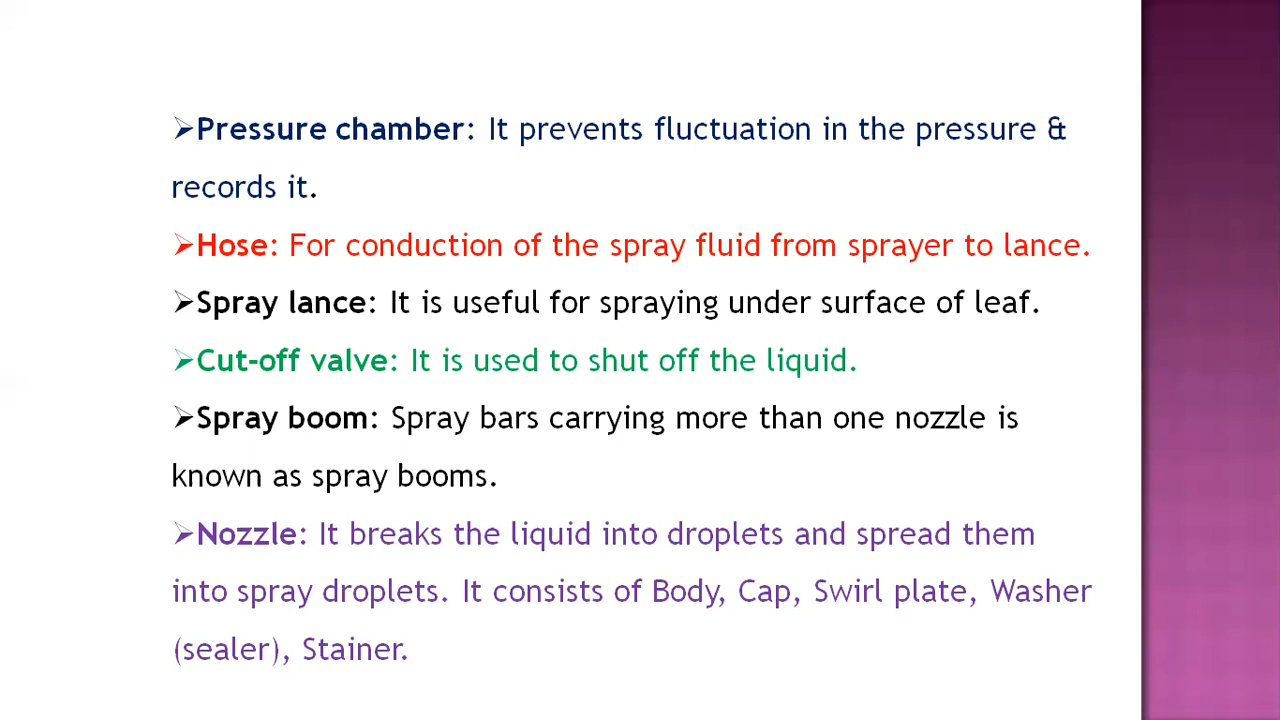 ➢Pressure chamber: It prevents fluctuation in the pressure &
records it.
➢Hose: For conduction of the spray fluid from sprayer to lance.
➢Spray lance: It is useful for spraying under surface of leaf.
➢Cut-off valve: It is used to shut off the liquid.
➢Spray boom: Spray bars carrying more than one nozzle is
known as spray booms.
➢Nozzle: It breaks the liquid into droplets and spread them
into spray droplets. It consists of Body, Cap, Swirl plate, Washer
(sealer), Stainer.